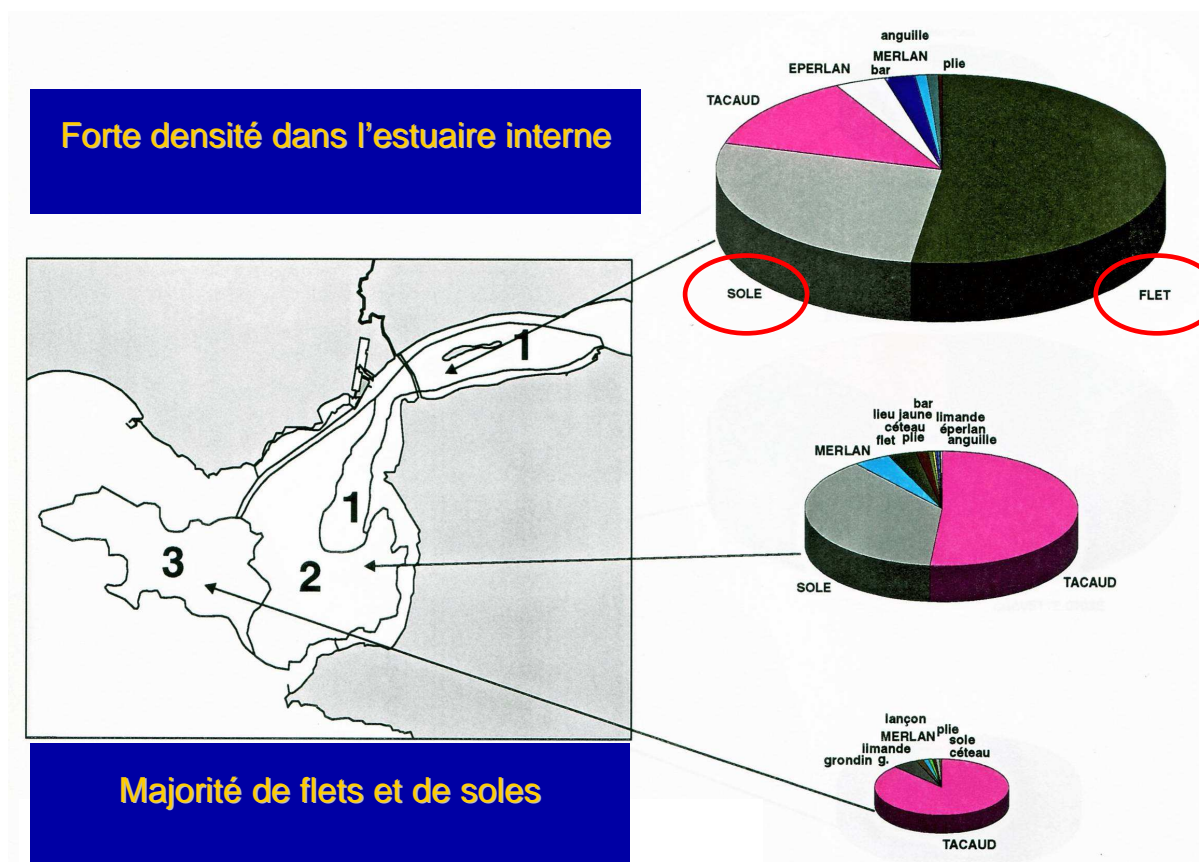 Forte densité dans l'estuaire interne
anguille
MERLAN
bar
plie
EPERLAN
TACAUD
SOLE
FLET
1
1
2
3
bar
lieu jaune
limande
céteau
éperlan
flet
plie
anguille
MERLAN
SOLE
TACAUD
lançon
MERLAN
plie
limande
sole
grondin g.
céteau
TACAUD
Majorité de flets et de soles